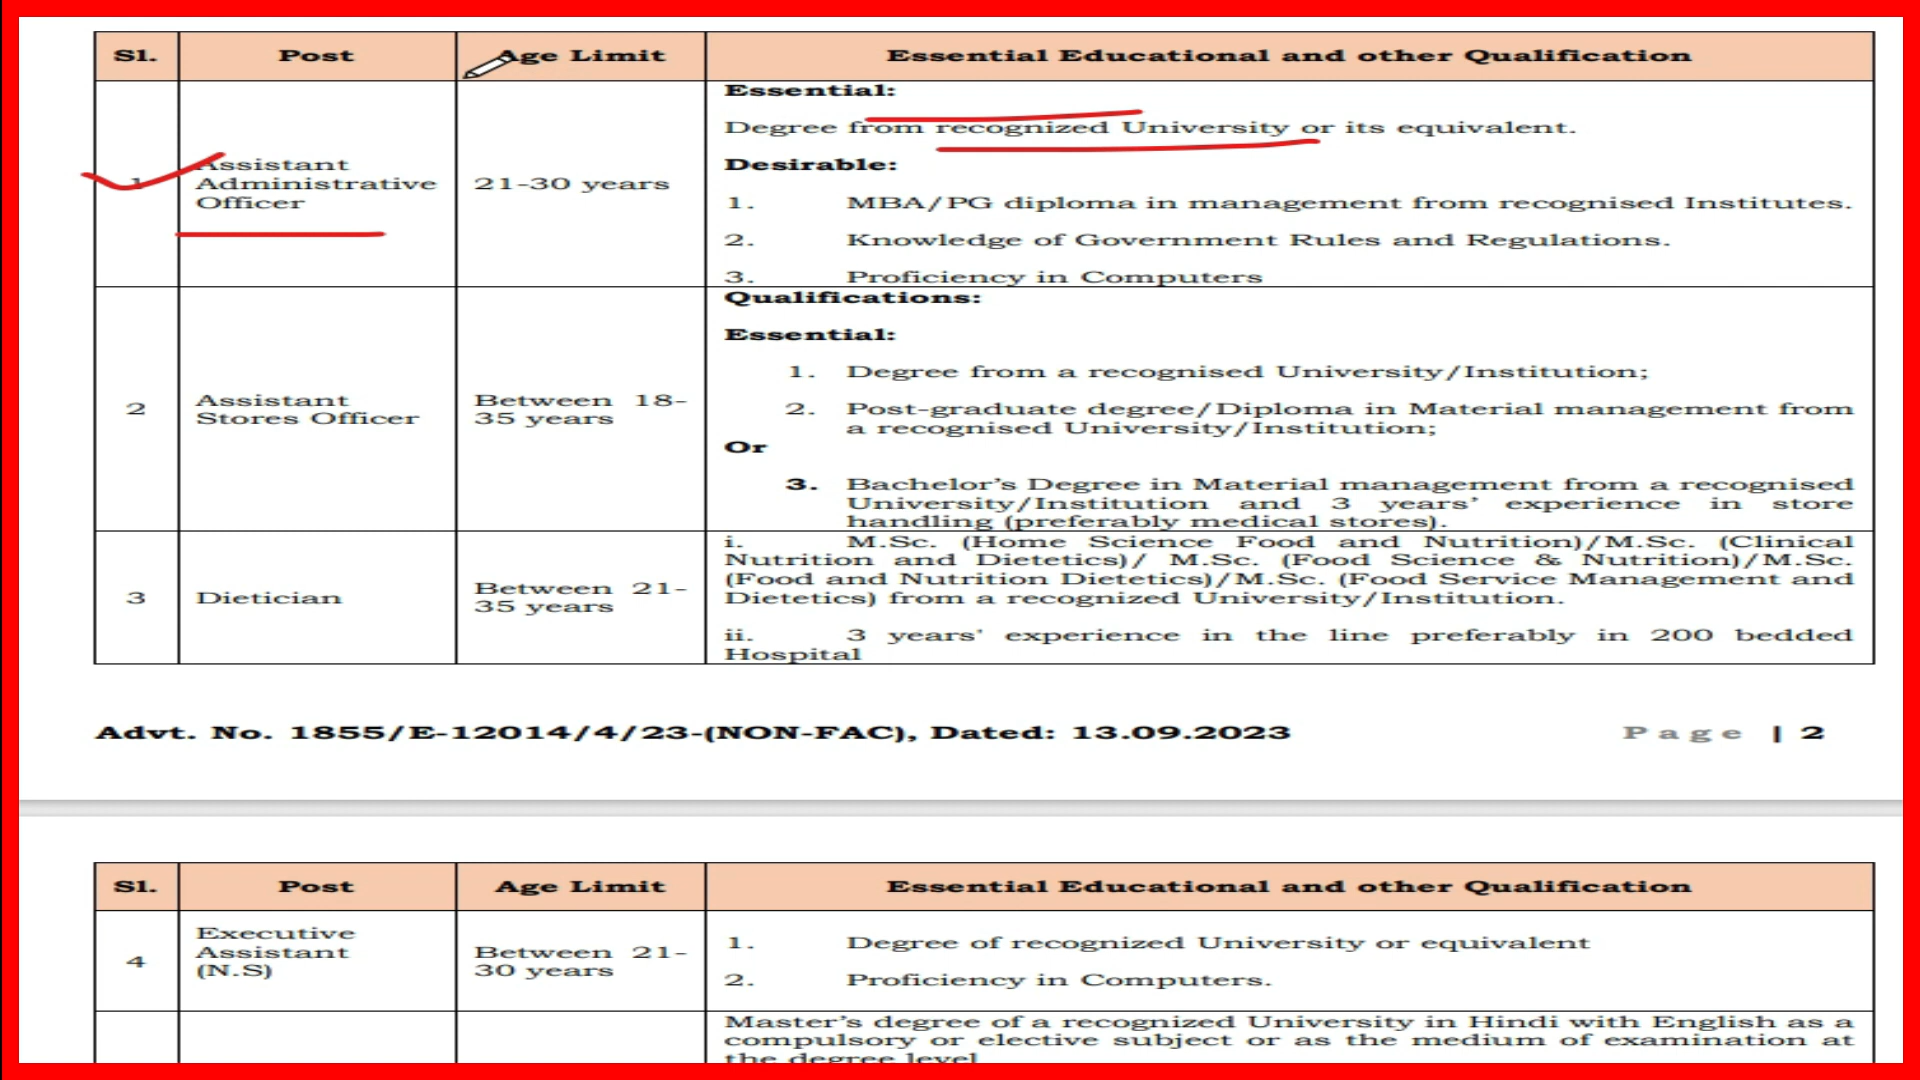 Sl. Post Age Limit Essential Educational and other Qualification
1 Assistant Administrative Officer 21-30 years
Essential:
Degree from recognized University or its equivalent.
Desirable:
1. MBA/PG diploma in management from recognised Institutes.
2. Knowledge of Government Rules and Regulations.
3. Proficiency in Computers
2 Assistant Stores Officer Between 18-35 years
Qualifications:
Essential:
1. Degree from a recognised University/Institution;
2. Post-graduate degree/Diploma in Material management from
a recognised University/Institution;
Or
3. Bachelor's Degree in Material management from a recognised
University/Institution and 3 years' experience in store
handling (preferably medical stores).
3 Dietician Between 21-35 years
i. M.Sc. (Home Science Food and Nutrition)/M.Sc. (Clinical
Nutrition and Dietetics)/ M.Sc. (Food Science & Nutrition)/M.Sc.
(Food and Nutrition Dietetics)/M.Sc. (Food Service Management and
Dietetics) from a recognized University/Institution.
ii. 3 years' experience in the line preferably in 200 bedded
Hospital
Advt. No. 1855/E-12014/4/23-(NON-FAC), Dated: 13.09.2023 Page | 2
Sl. Post Age Limit Essential Educational and other Qualification
4 Executive Assistant (N.S) Between 21-30 years
1. Degree of recognized University or equivalent
2. Proficiency in Computers.
Master's degree of a recognized University in Hindi with English as a
compulsory or elective subject or as the medium of examination at
the degree level